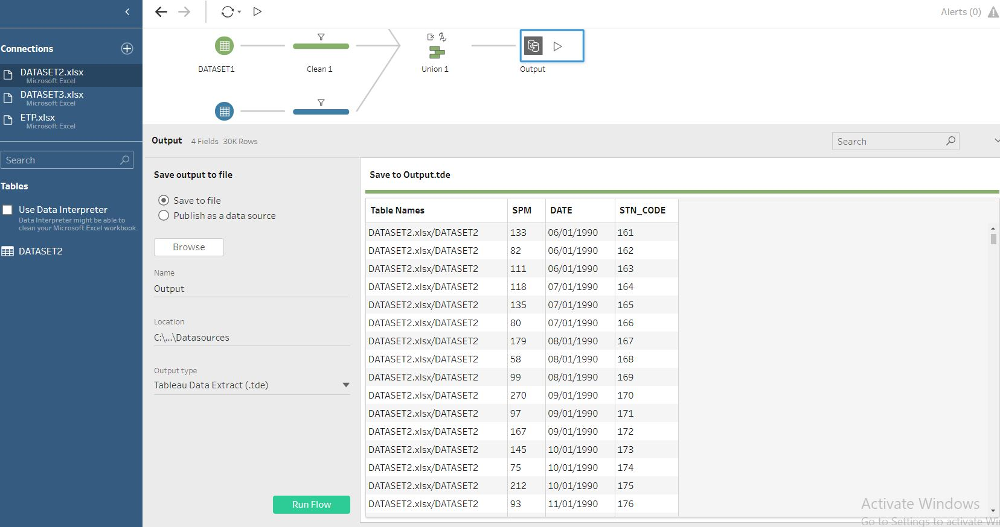 Alerts (0)
Connections
DATASET2.xlsx
Microsoft Excel
DATASET3.xlsx
Microsoft Excel
ETP.xlsx
Microsoft Excel
Search
Tables
Use Data Interpreter
Data Interpreter might be able to
clean your Microsoft Excel workbook.
DATASET2
DATASET1 Clean 1 Union 1 Output
Output 4 Fields 30K Rows Search
Save output to file
Save to file
Publish as a data source
Browse
Name
Output
Location
C:\...\Datasources
Output type
Tableau Data Extract (.tde)
Run Flow
Save to Output.tde
Table Names SPM DATE STN_CODE
DATASET2.xlsx/DATASET2 133 06/01/1990 161
DATASET2.xlsx/DATASET2 82 06/01/1990 162
DATASET2.xlsx/DATASET2 111 06/01/1990 163
DATASET2.xlsx/DATASET2 118 07/01/1990 164
DATASET2.xlsx/DATASET2 135 07/01/1990 165
DATASET2.xlsx/DATASET2 80 07/01/1990 166
DATASET2.xlsx/DATASET2 179 08/01/1990 167
DATASET2.xlsx/DATASET2 58 08/01/1990 168
DATASET2.xlsx/DATASET2 99 08/01/1990 169
DATASET2.xlsx/DATASET2 270 09/01/1990 170
DATASET2.xlsx/DATASET2 97 09/01/1990 171
DATASET2.xlsx/DATASET2 167 09/01/1990 172
DATASET2.xlsx/DATASET2 145 10/01/1990 173
DATASET2.xlsx/DATASET2 75 10/01/1990 174
DATASET2.xlsx/DATASET2 212 10/01/1990 175
DATASET2.xlsx/DATASET2 93 11/01/1990 176
Activate Windows
Go to Settings to activate Wi